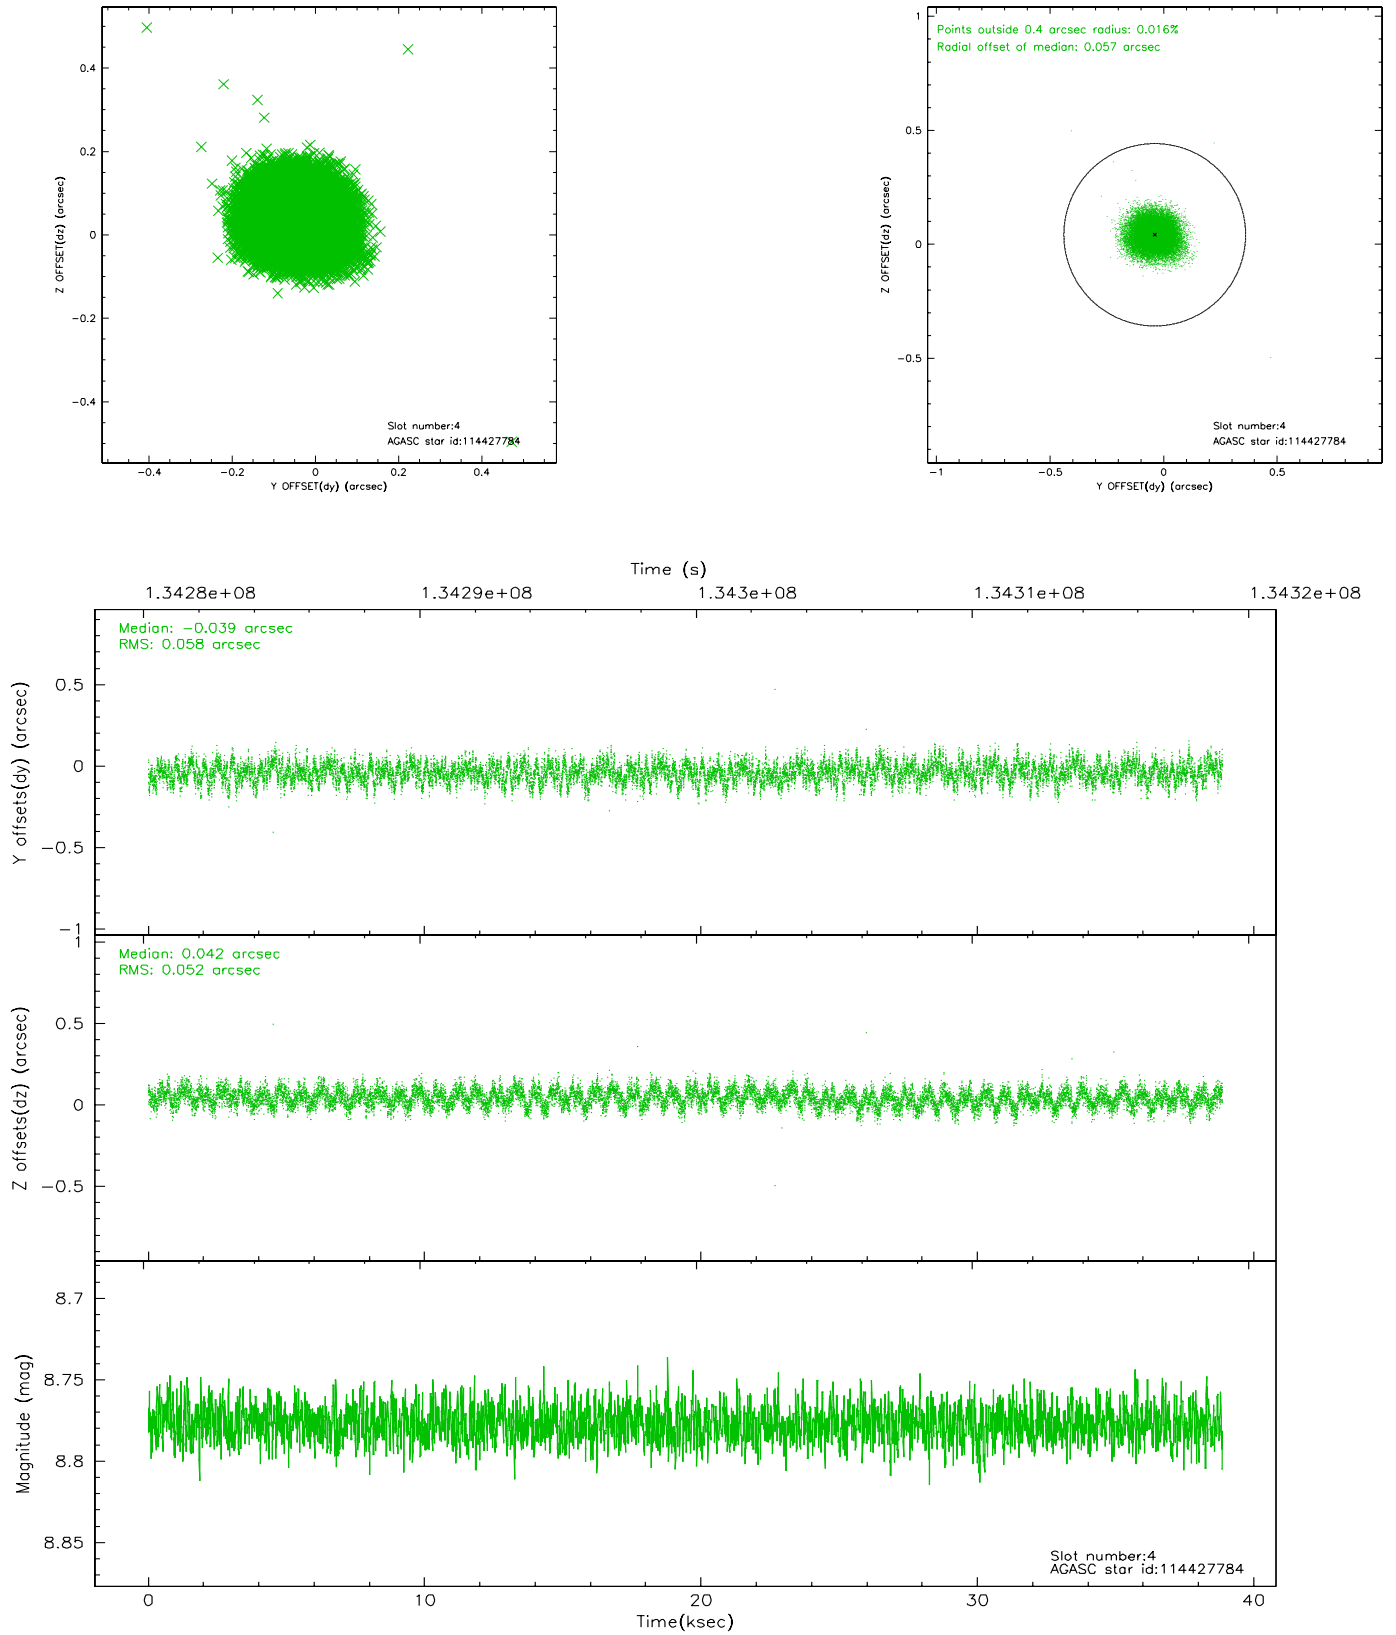 0.4
0.2
0
−0.2
−0.4
Z OFFSET(dz) (arcsec)
Slot number:4
AGASC star id:114427784
−0.4 −0.2 0 0.2 0.4
Y OFFSET(dy) (arcsec)
Points outside 0.4 arcsec radius: 0.016%
Radial offset of median: 0.057 arcsec
1
0.5
0
−0.5
Z OFFSET(dz) (arcsec)
Slot number:4
AGASC star id:114427784
−1 −0.5 0 0.5
Y OFFSET(dy) (arcsec)
Time (s)
1.3428e+08 1.3429e+08 1.343e+08 1.3431e+08 1.3432e+08
Median: −0.039 arcsec
RMS: 0.058 arcsec
0.5
0
−0.5
−1
Y offsets(dy) (arcsec)
Median: 0.042 arcsec
RMS: 0.052 arcsec
1
0.5
0
−0.5
Z offsets(dz) (arcsec)
8.7
8.75
8.8
8.85
Magnitude (mag)
Slot number:4
AGASC star id:114427784
0 10 20 30 40
Time(ksec)